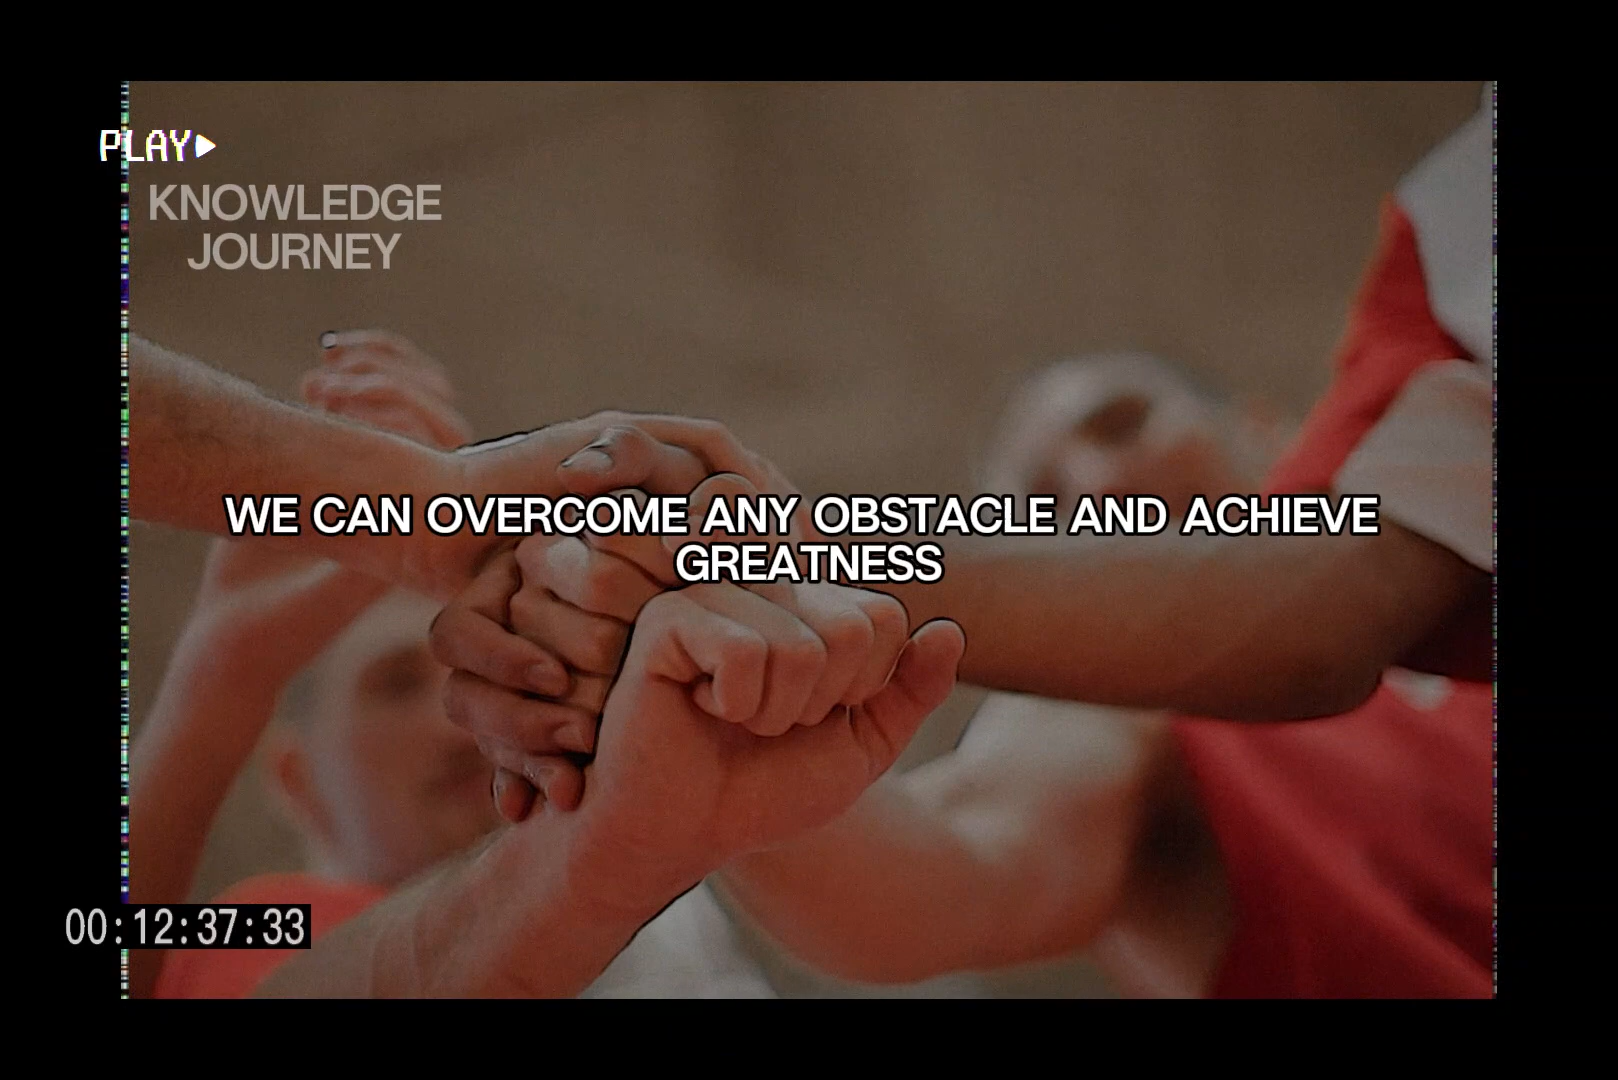 PLAY
KNOWLEDGE
JOURNEY
WE CAN OVERCOME ANY OBSTACLE AND ACHIEVE
GREATNESS
00:12:37:33